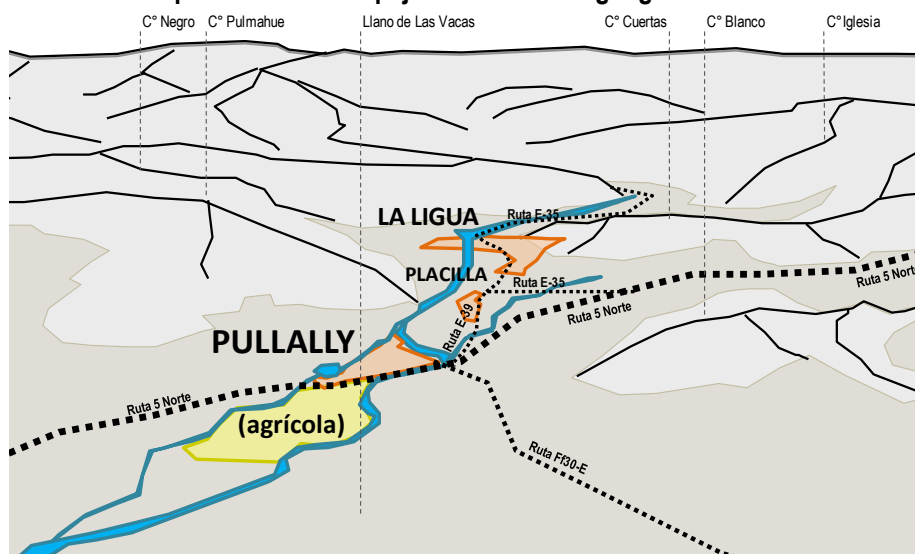 C° Negro
C° Pulmahue
Llano de Las Vacas
C° Cuertas
C° Blanco
C° Iglesia
LA LIGUA
Ruta E-35
PLACILLA
Ruta E-35
Ruta 5 Norte
Ruta 5 Norte
Ruta E-39
PULLALLY
Ruta 5 Norte
(agrícola)
Ruta Ff30-E